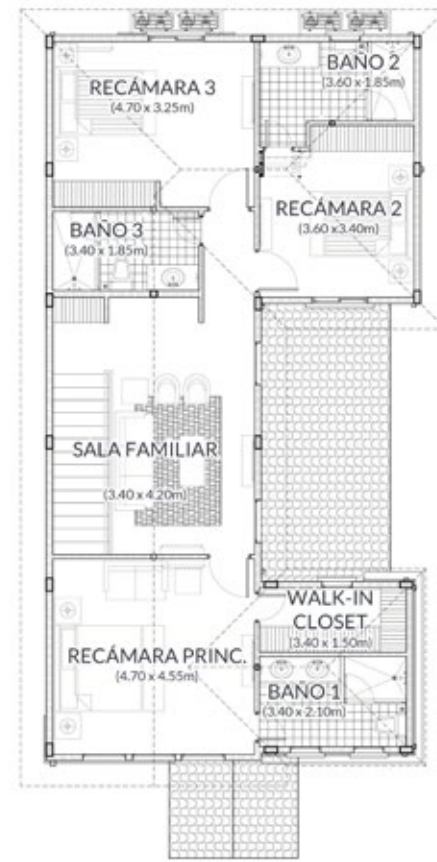 RECÁMARA 3
(4.70 x 3.25m)
BAÑO 2
(3.60 x 1.85m)
RECÁMARA 2
(3.60 x 3.40m)
BAÑO 3
(3.40 x 1.85m)
SALA FAMILIAR
(3.40 x 4.20m)
WALK-IN
CLOSET
(3.40 x 1.50m)
RECÁMARA PRINC.
(4.70 x 4.55m)
BAÑO 1
(3.40 x 2.10m)